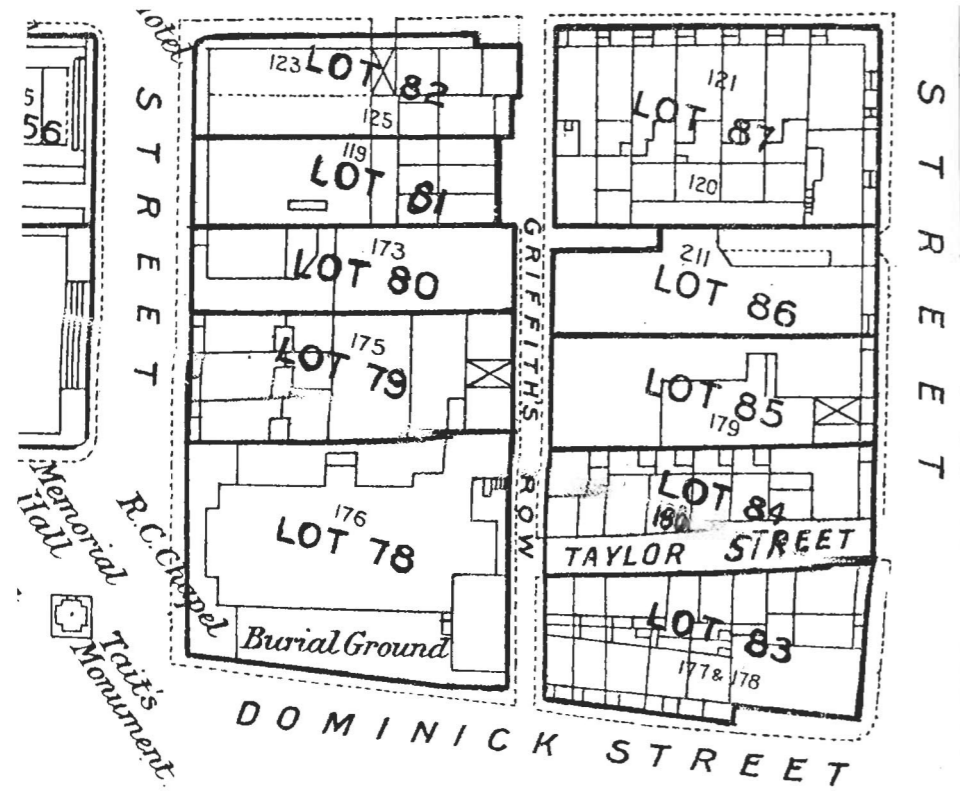 123
LOT 82
125
119
LOT 81
173
LOT 80
175
LOT 79
176
LOT 78
Burial Ground
56
STREET
Memorial
Hall
R.C. Chapel
Tait's
Monument
GRIFFITHS ROW
121
LOT 87
120
211
LOT 86
LOT 85
179
LOT 84
180
TAYLOR STREET
LOT 83
177 & 178
STREET
DOMINICK STREET